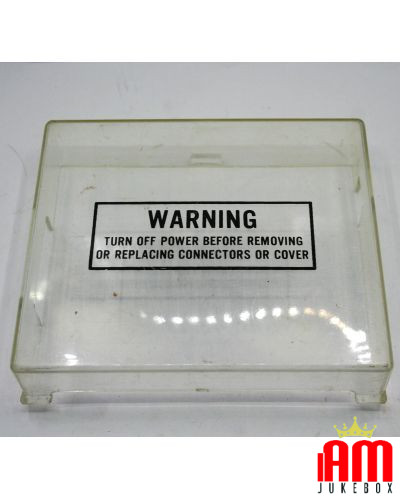 WARNING
TURN OFF POWER BEFORE REMOVING
OR REPLACING CONNECTORS OR COVER
iAM
JUKEBOX